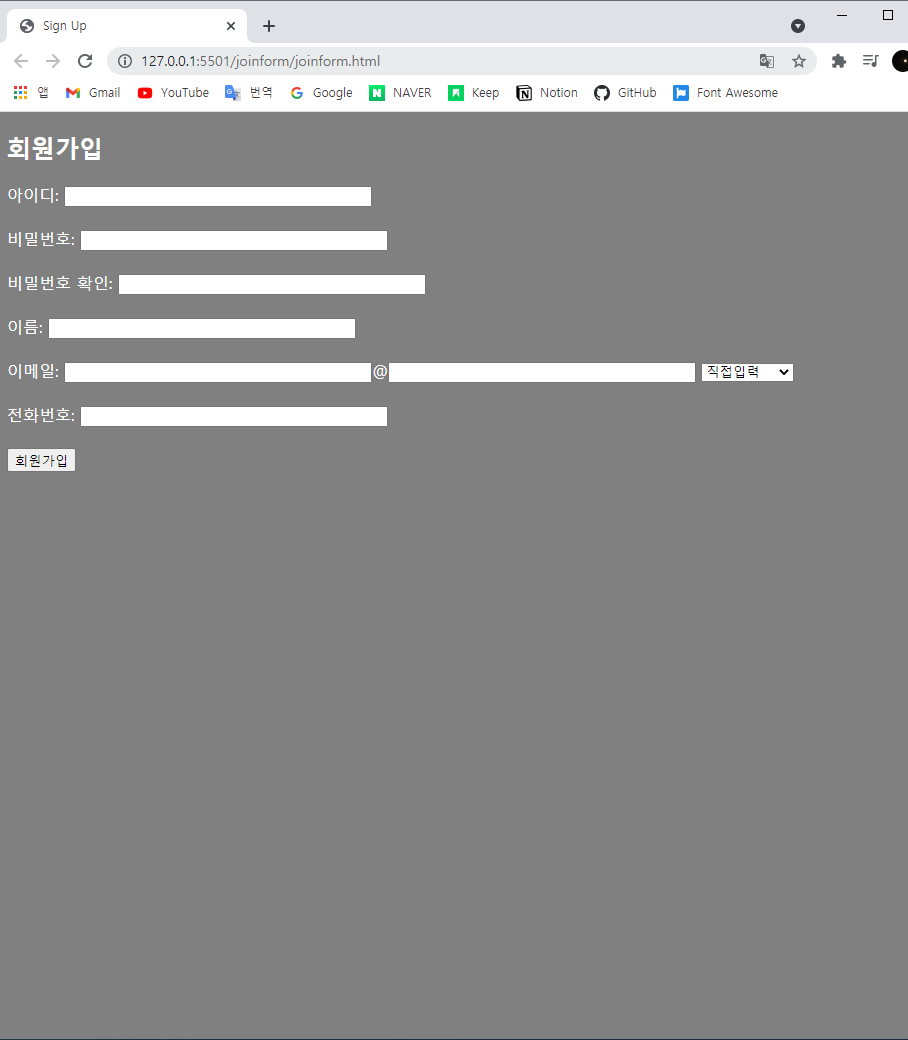 Sign Up
127.0.0.1:5501/joinform/joinform.html
앱 Gmail YouTube 번역 Google NAVER Keep Notion GitHub Font Awesome
회원가입
아이디:
비밀번호:
비밀번호 확인:
이름:
이메일: @ 직접입력
전화번호:
회원가입